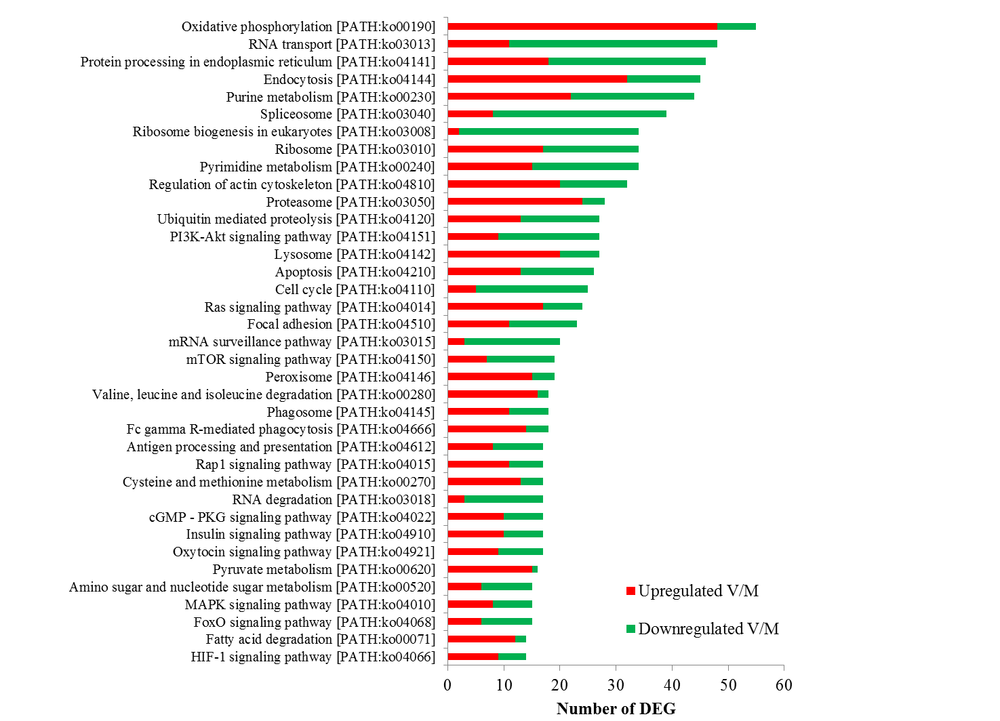 Oxidative phosphorylation [PATH:ko00190]
RNA transport [PATH:ko03013]
Protein processing in endoplasmic reticulum [PATH:ko04141]
Endocytosis [PATH:ko04144]
Purine metabolism [PATH:ko00230]
Spliceosome [PATH:ko03040]
Ribosome biogenesis in eukaryotes [PATH:ko03008]
Ribosome [PATH:ko03010]
Pyrimidine metabolism [PATH:ko00240]
Regulation of actin cytoskeleton [PATH:ko04810]
Proteasome [PATH:ko03050]
Ubiquitin mediated proteolysis [PATH:ko04120]
PI3K-Akt signaling pathway [PATH:ko04151]
Lysosome [PATH:ko04142]
Apoptosis [PATH:ko04210]
Cell cycle [PATH:ko04110]
Ras signaling pathway [PATH:ko04014]
Focal adhesion [PATH:ko04510]
mRNA surveillance pathway [PATH:ko03015]
mTOR signaling pathway [PATH:ko04150]
Peroxisome [PATH:ko04146]
Valine, leucine and isoleucine degradation [PATH:ko00280]
Phagosome [PATH:ko04145]
Fc gamma R-mediated phagocytosis [PATH:ko04666]
Antigen processing and presentation [PATH:ko04612]
Rap1 signaling pathway [PATH:ko04015]
Cysteine and methionine metabolism [PATH:ko00270]
RNA degradation [PATH:ko03018]
cGMP - PKG signaling pathway [PATH:ko04022]
Insulin signaling pathway [PATH:ko04910]
Oxytocin signaling pathway [PATH:ko04921]
Pyruvate metabolism [PATH:ko00620]
Amino sugar and nucleotide sugar metabolism [PATH:ko00520]
MAPK signaling pathway [PATH:ko04010]
FoxO signaling pathway [PATH:ko04068]
Fatty acid degradation [PATH:ko00071]
HIF-1 signaling pathway [PATH:ko04066]
Upregulated V/M
Downregulated V/M
0 10 20 30 40 50 60
Number of DEG